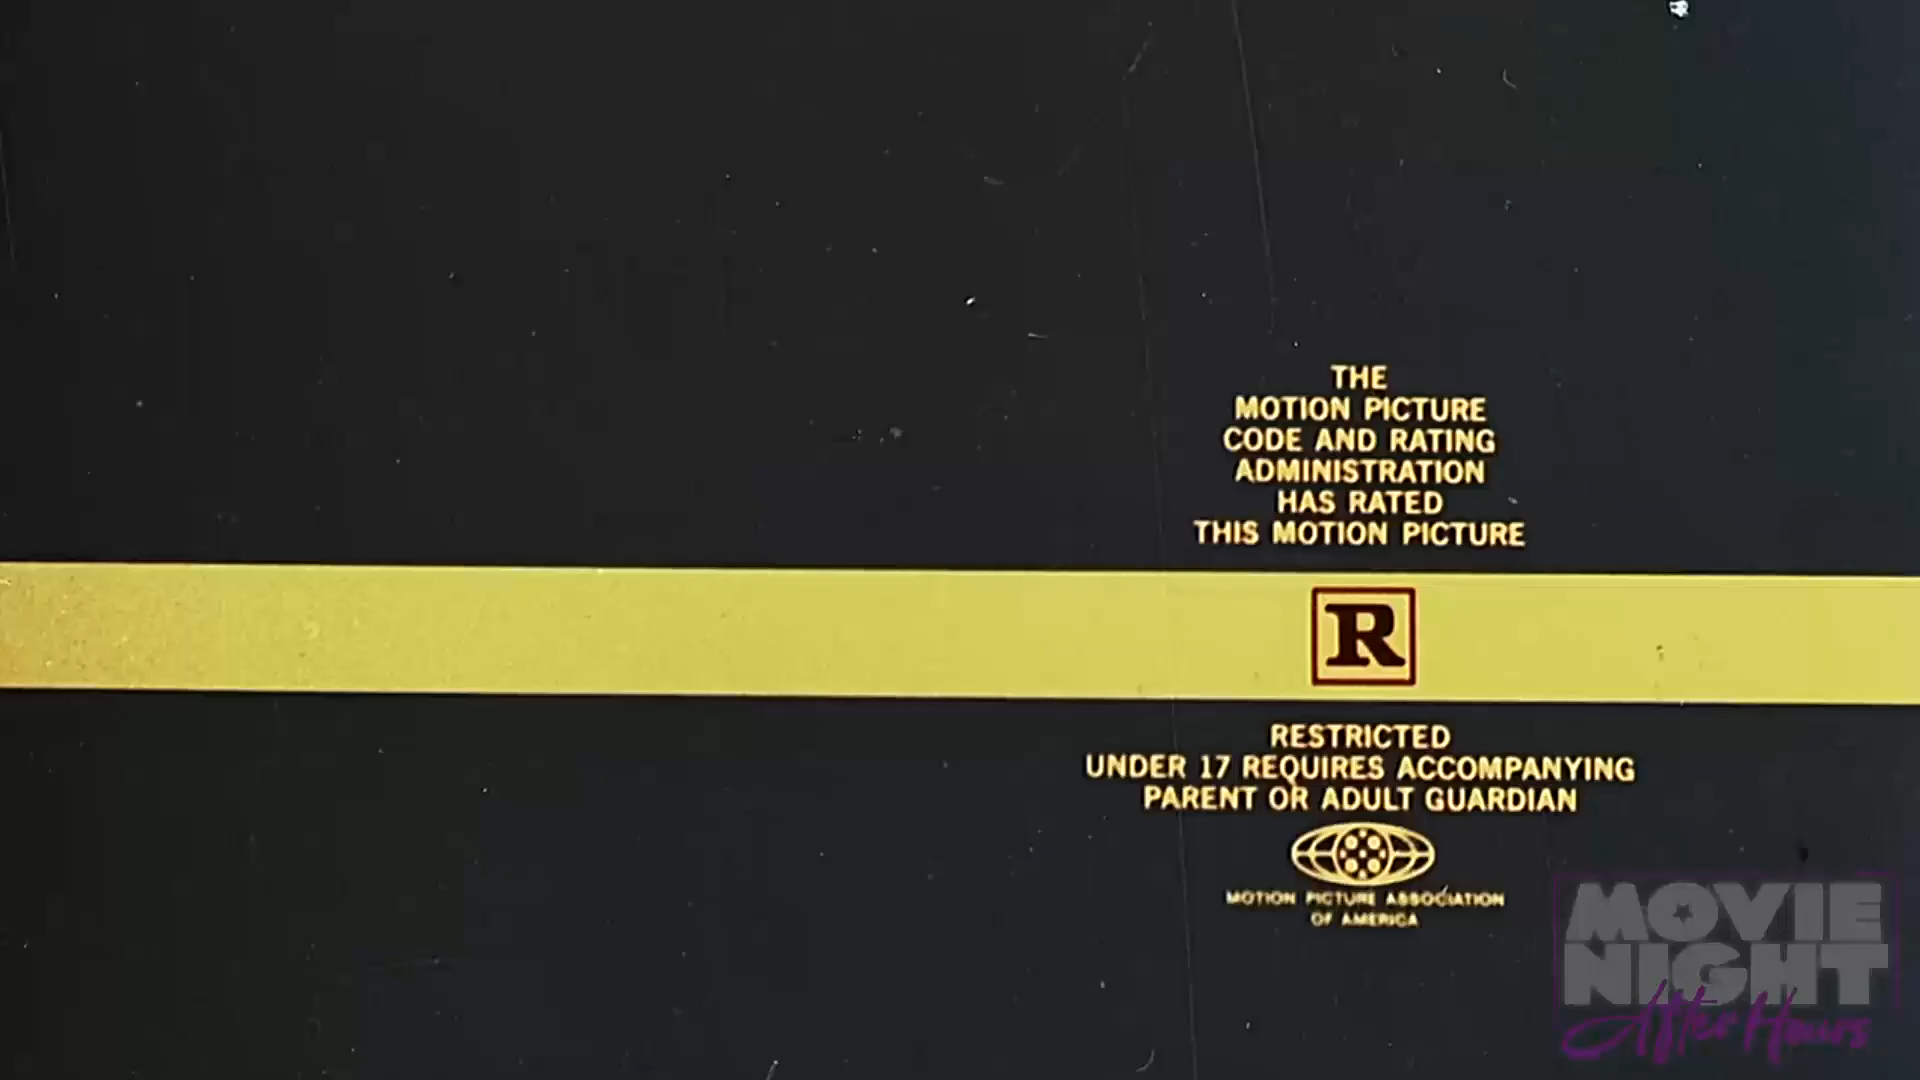 THE
MOTION PICTURE
CODE AND RATING
ADMINISTRATION
HAS RATED
THIS MOTION PICTURE
R
RESTRICTED
UNDER 17 REQUIRES ACCOMPANYING
PARENT OR ADULT GUARDIAN
MOTION PICTURE ASSOCIATION
OF AMERICA
MOVIE
NIGHT
After Hours